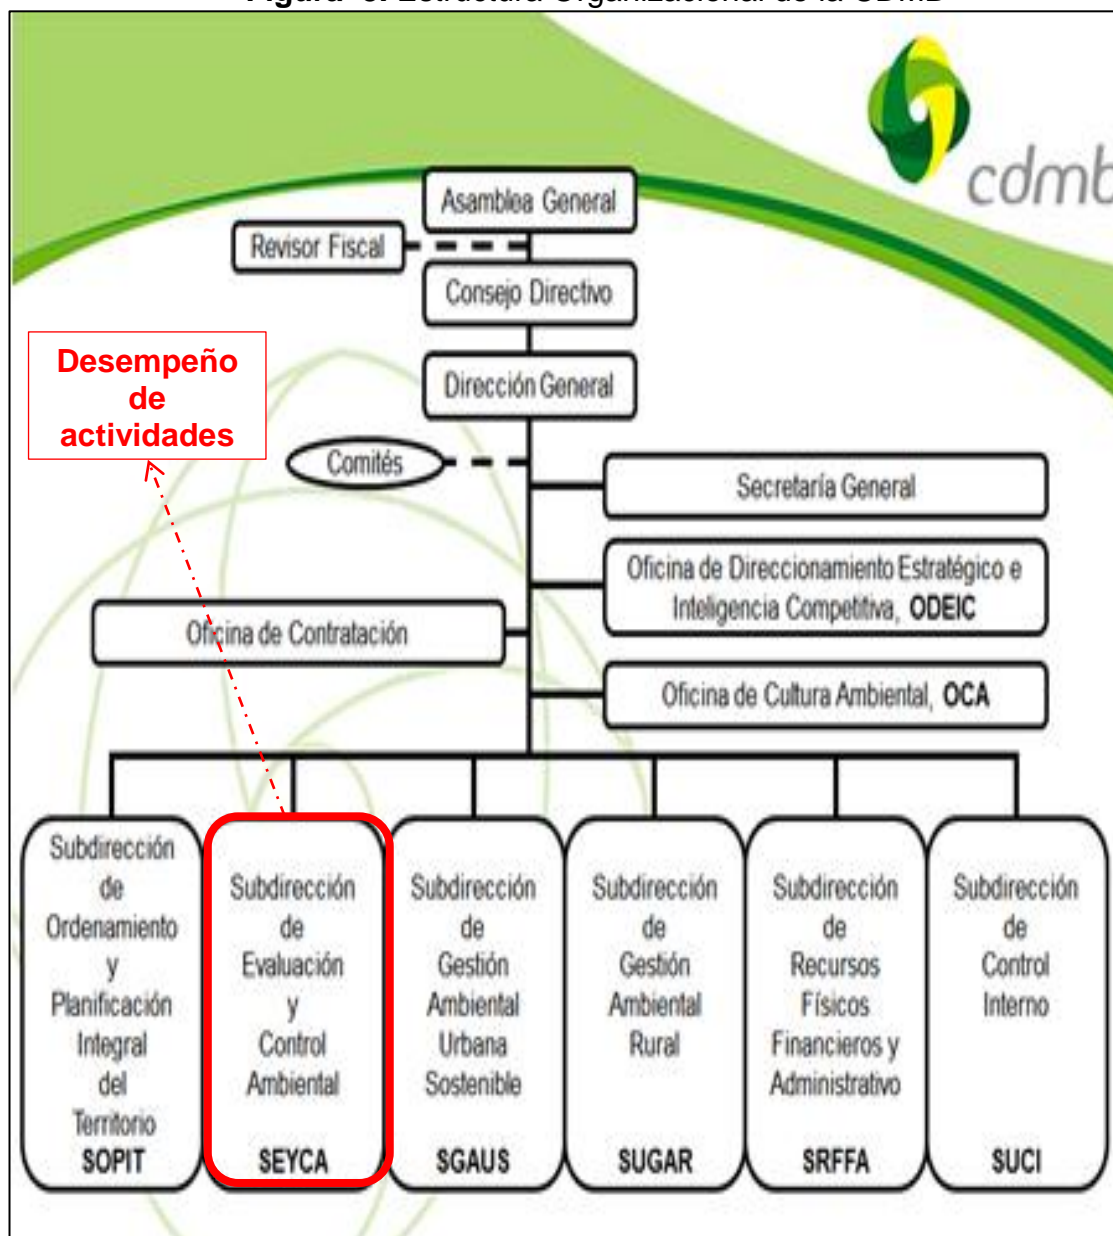 cdmb
Asamblea General
Revisor Fiscal
Consejo Directivo
Dirección General
Desempeño
de
actividades
Comités
Secretaría General
Oficina de Direccionamiento Estratégico e
Inteligencia Competitiva, ODEIC
Oficina de Contratación
Oficina de Cultura Ambiental, OCA
Subdirección
de
Ordenamiento
y
Planificación
Integral
del
Territorio
SOPIT
Subdirección
de
Evaluación
y
Control
Ambiental
SEYCA
Subdirección
de
Gestión
Ambiental
Urbana
Sostenible
SGAUS
Subdirección
de
Gestión
Ambiental
Rural
SUGAR
Subdirección
de
Recursos
Físicos
Financieros y
Administrativo
SRFFA
Subdirección
de
Control
Interno
SUCI